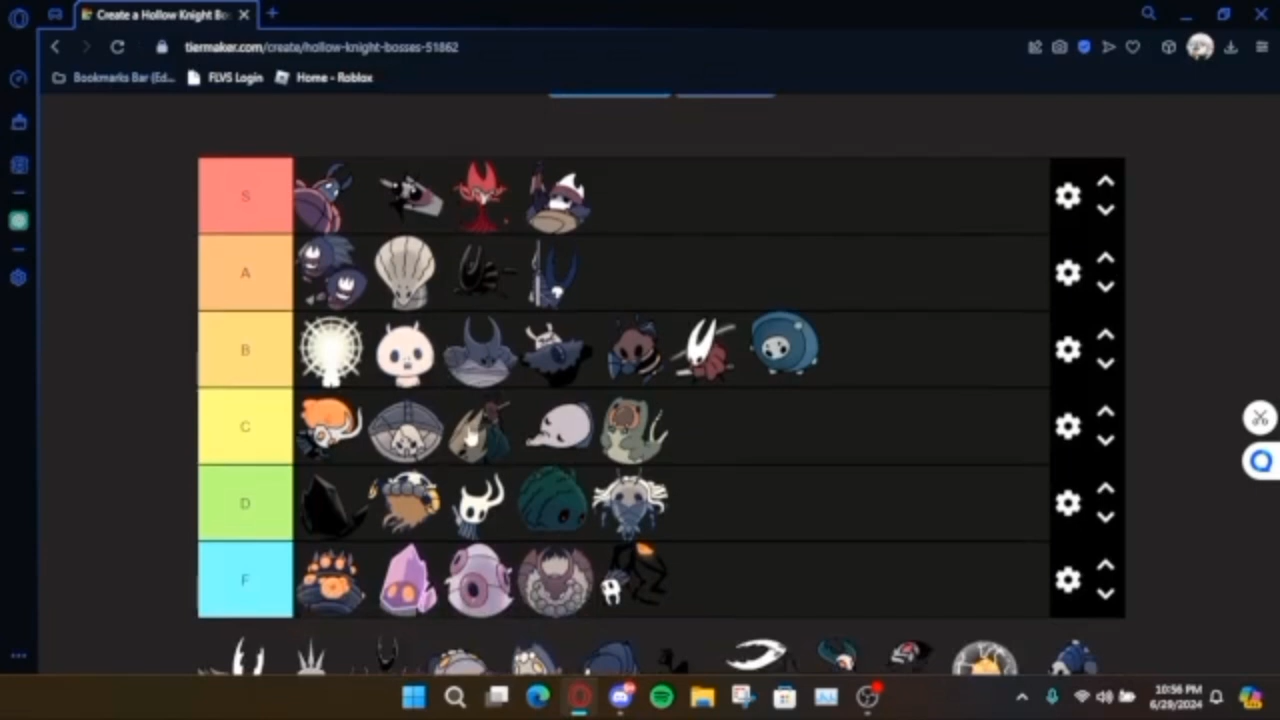 Create a Hollow Knight Bo
tiermaker.com/create/hollow-knight-bosses-51862
Bookmarks Bar (Ed... FLVS Login Home - Roblox
S
A
B
C
D
F
10:56 PM
6/29/2024